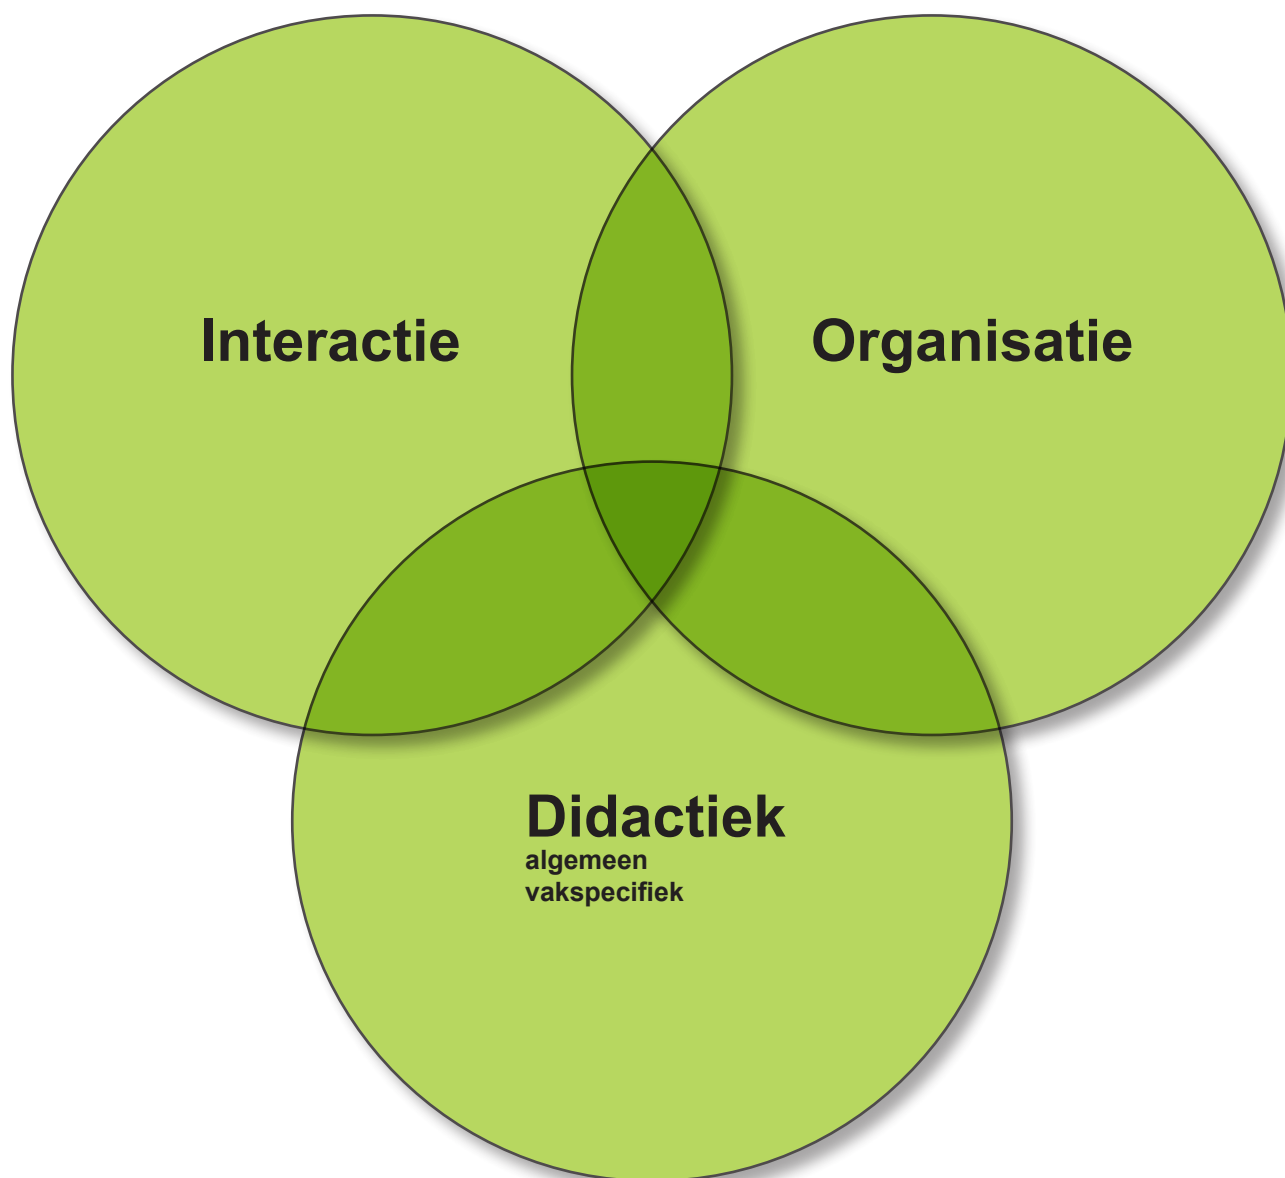 Interactie
Organisatie
Didactiek
algemeen
vakspecifiek